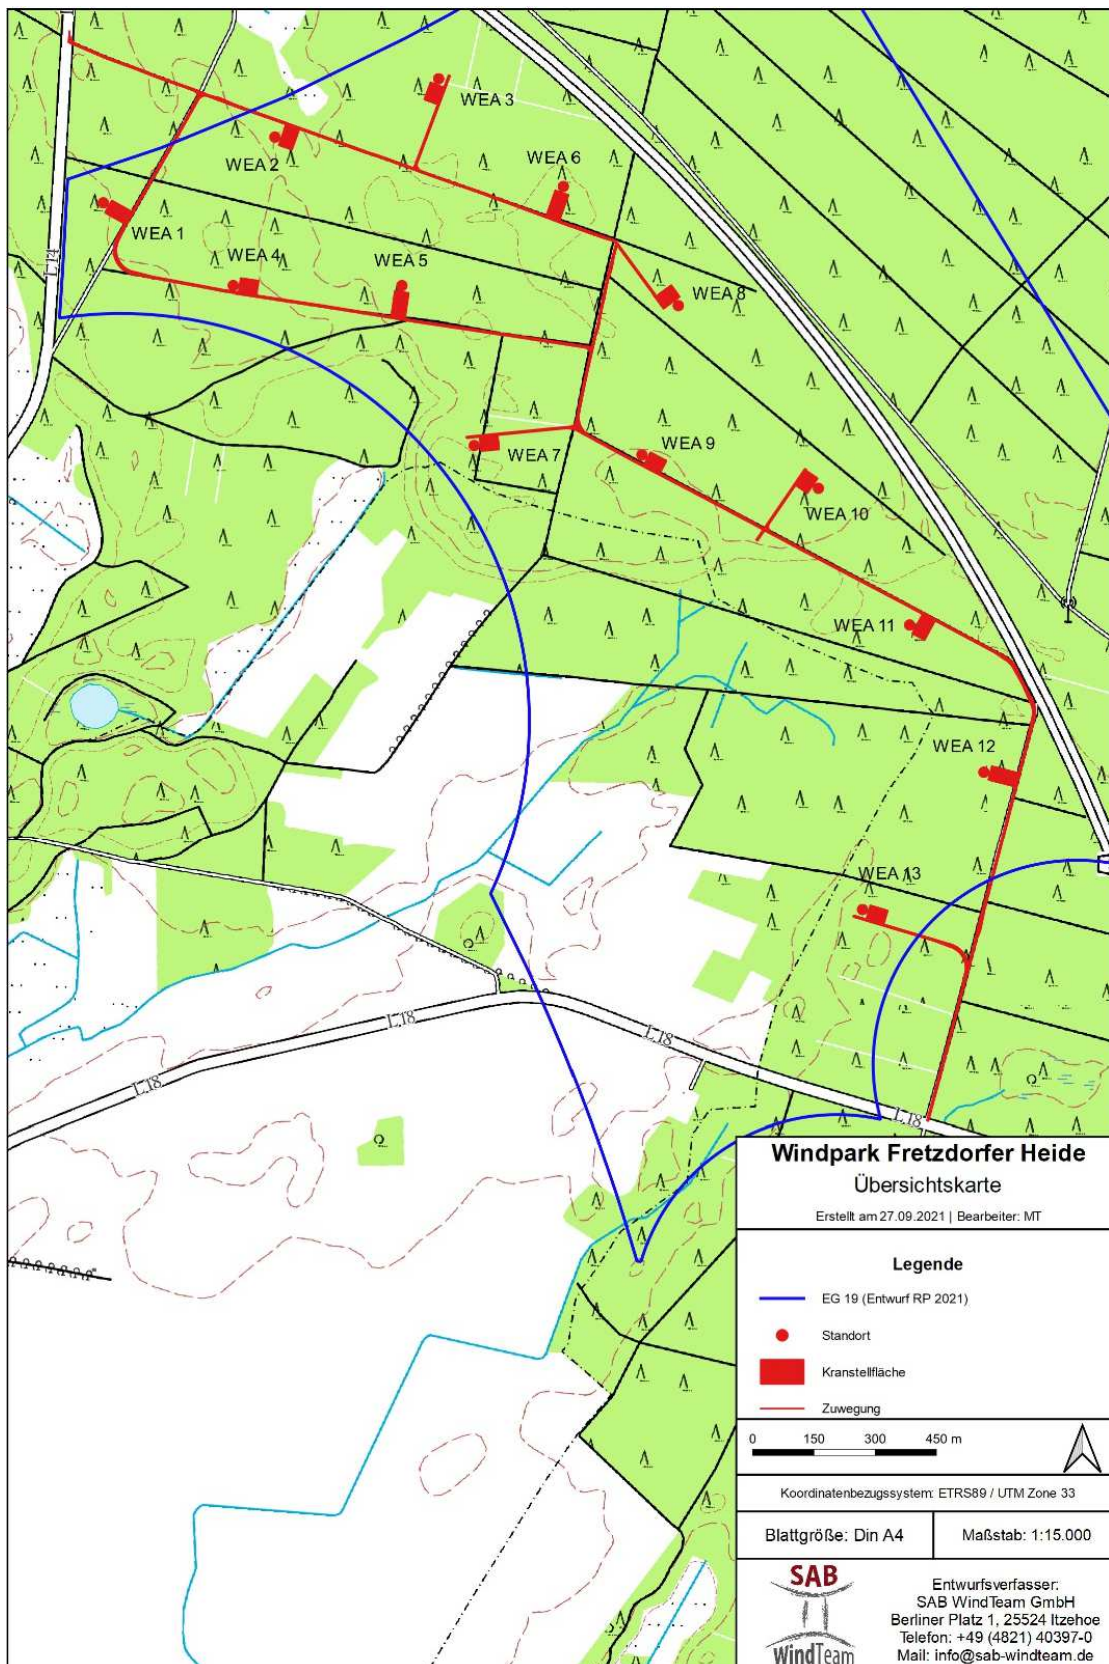 WEA 3
WEA 2
WEA 6
WEA 1
L 14
WEA 4
WEA 5
WEA 8
WEA 9
WEA 7
WEA 10
WEA 11
WEA 12
WEA 13
L 18
L 18
L 18
L 18
Windpark Fretzdorfer Heide
Übersichtskarte
Erstellt am 27.09.2021 | Bearbeiter: MT
Legende
EG 19 (Entwurf RP 2021)
Standort
Kranstellfläche
Zuwegung
0 150 300 450 m
Koordinatenbezugssystem: ETRS89 / UTM Zone 33
Blattgröße: Din A4
Maßstab: 1:15.000
SAB
WindTeam
Entwurfsverfasser:
SAB WindTeam GmbH
Berliner Platz 1, 25524 Itzehoe
Telefon: +49 (4821) 40397-0
Mail: info@sab-windteam.de